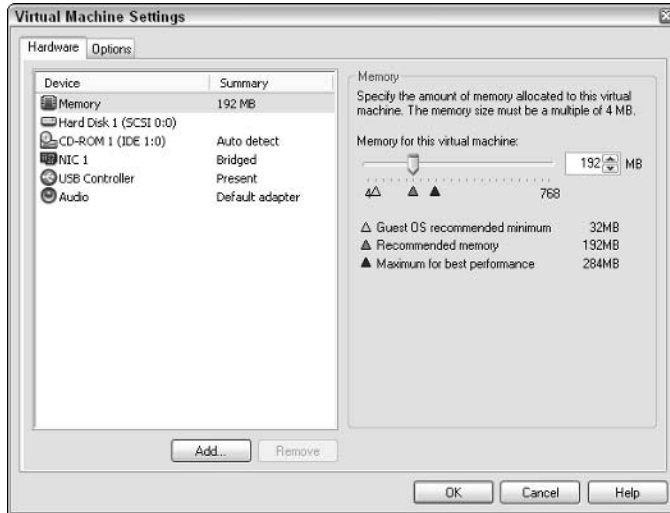 Virtual Machine Settings
Hardware Options
Device Summary
Memory 192 MB
Hard Disk 1 (SCSI 0:0)
CD-ROM 1 (IDE 1:0) Auto detect
NIC 1 Bridged
USB Controller Present
Audio Default adapter
Add... Remove
Memory
Specify the amount of memory allocated to this virtual
machine. The memory size must be a multiple of 4 MB.
Memory for this virtual machine:
192 MB
4 768
Guest OS recommended minimum 32MB
Recommended memory 192MB
Maximum for best performance 284MB
OK Cancel Help